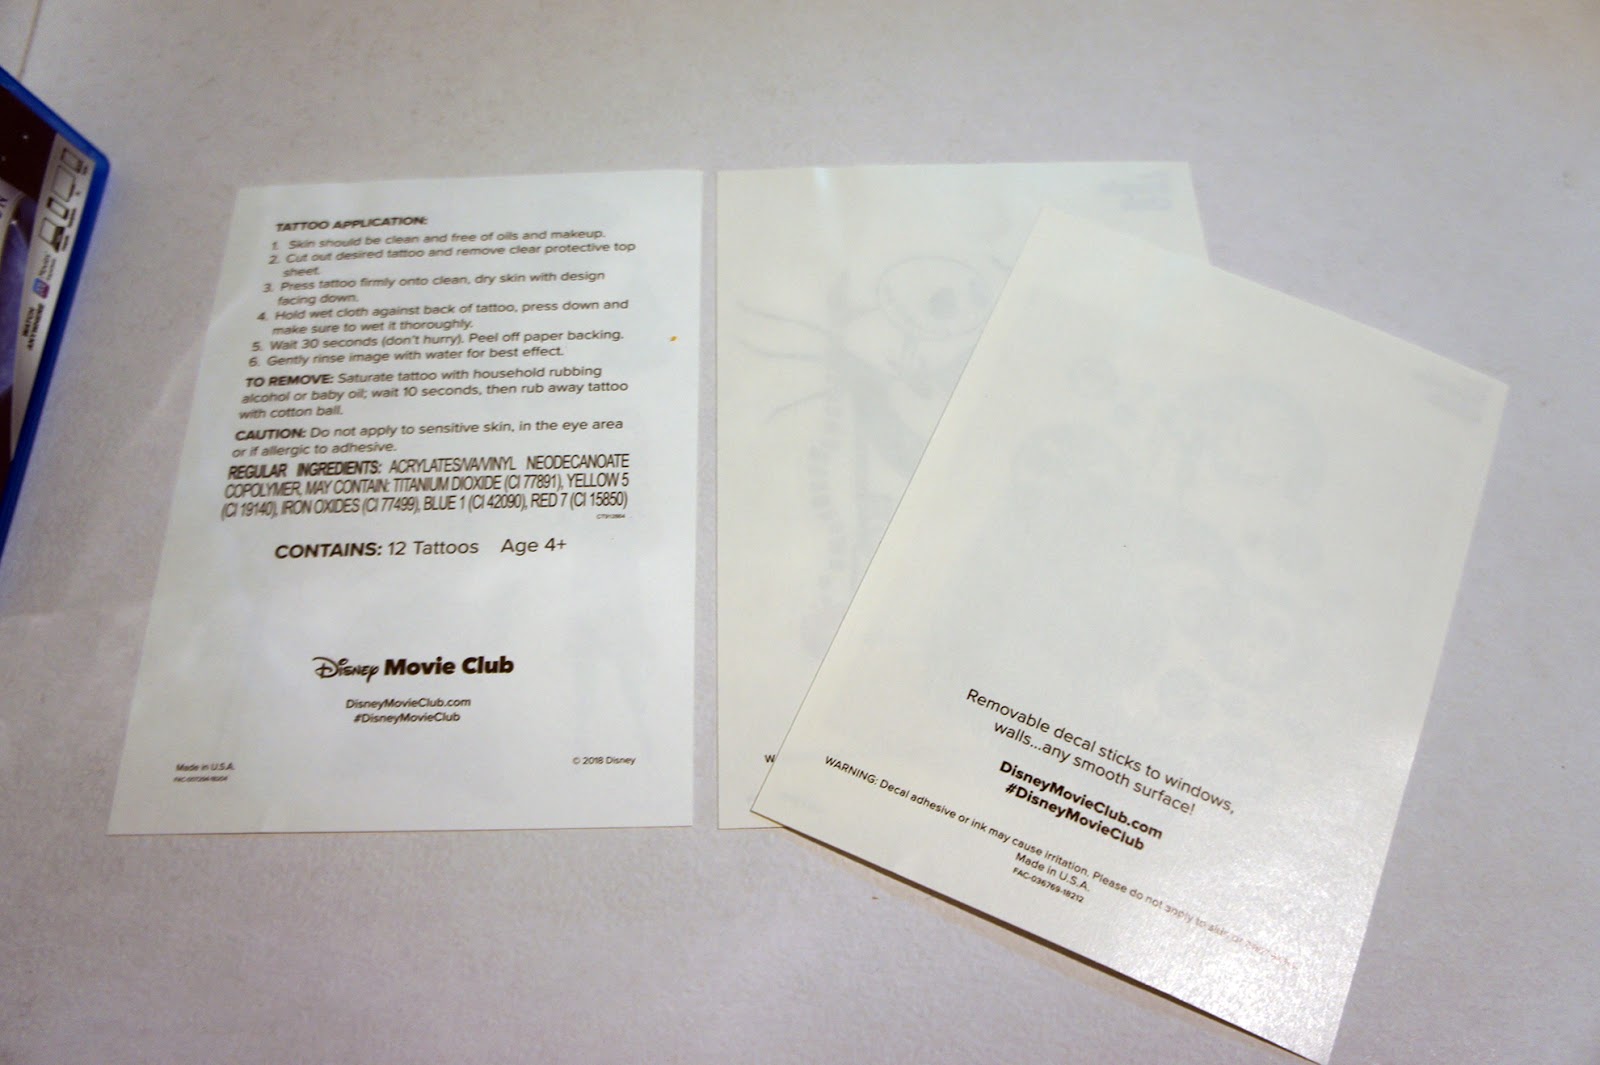 TATTOO APPLICATION:
1. Skin should be clean and free of oils and makeup.
2. Cut out desired tattoo and remove clear protective top
sheet.
3. Press tattoo firmly onto clean, dry skin with design
facing down.
4. Hold wet cloth against back of tattoo, press down and
make sure to wet it thoroughly.
5. Wait 30 seconds (don't hurry). Peel off paper backing.
6. Gently rinse image with water for best effect.
TO REMOVE: Saturate tattoo with household rubbing
alcohol or baby oil; wait 10 seconds, then rub away tattoo
with cotton ball.
CAUTION: Do not apply to sensitive skin, in the eye area
or if allergic to adhesive.
REGULAR INGREDIENTS: ACRYLATES/VA/VINYL NEODECANOATE
COPOLYMER, MAY CONTAIN: TITANIUM DIOXIDE (CI 77891), YELLOW 5
(CI 19140), IRON OXIDES (CI 77499), BLUE 1 (CI 42090), RED 7 (CI 15850)
CONTAINS: 12 Tattoos Age 4+
Disney Movie Club
DisneyMovieClub.com
#DisneyMovieClub
Made in U.S.A.
© 2018 Disney
W
Removable decal sticks to windows,
walls...any smooth surface!
DisneyMovieClub.com
#DisneyMovieClub
WARNING: Decal adhesive or ink may cause irritation. Please do not apply to skin or
Made in U.S.A.
FAC-036769-18212
WATCH
ANYWHERE